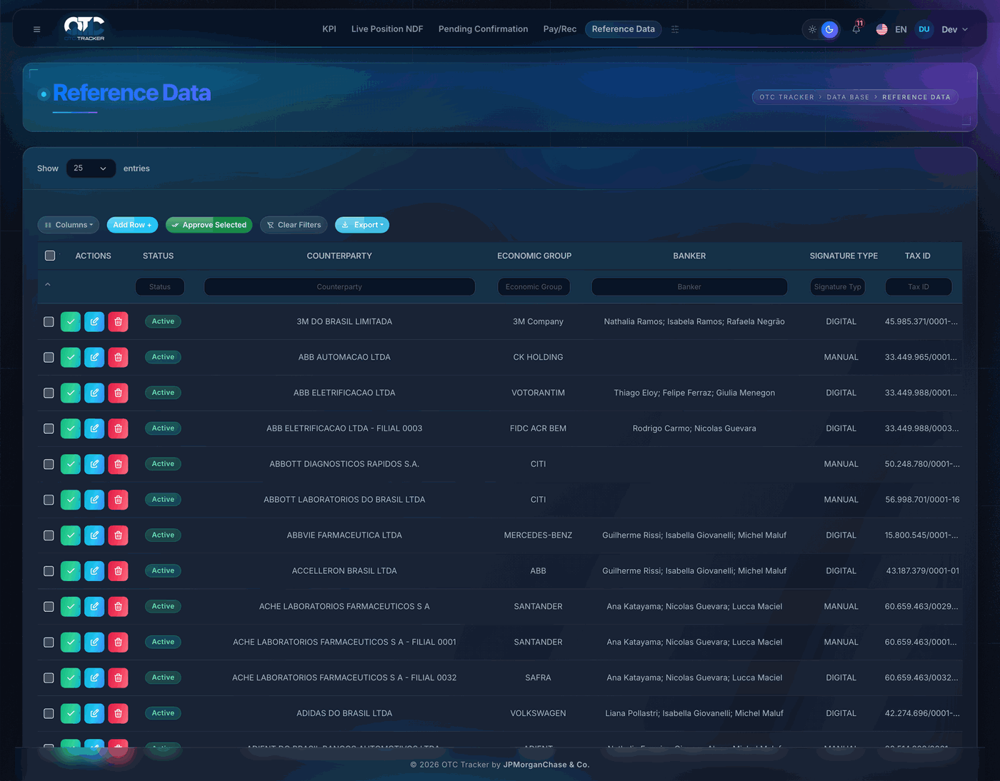 OTC
TRACKER
KPI Live Position NDF Pending Confirmation Pay/Rec Reference Data
11
EN DU Dev
Reference Data
OTC TRACKER > DATA BASE > REFERENCE DATA
Show 25 entries
Columns Add Row + Approve Selected Clear Filters Export
ACTIONS STATUS COUNTERPARTY ECONOMIC GROUP BANKER SIGNATURE TYPE TAX ID
Status Counterparty Economic Group Banker Signature Typ Tax ID
Active 3M DO BRASIL LIMITADA 3M Company Nathalia Ramos; Isabela Ramos; Rafaela Negrão DIGITAL 45.985.371/0001-...
Active ABB AUTOMACAO LTDA CK HOLDING MANUAL 33.449.965/0001...
Active ABB ELETRIFICACAO LTDA VOTORANTIM Thiago Eloy; Felipe Ferraz; Giulia Menegon DIGITAL 33.449.988/0001...
Active ABB ELETRIFICACAO LTDA - FILIAL 0003 FIDC ACR BEM Rodrigo Carmo; Nicolas Guevara DIGITAL 33.449.988/0003...
Active ABBOTT DIAGNOSTICOS RAPIDOS S.A. CITI MANUAL 50.248.780/0001-...
Active ABBOTT LABORATORIOS DO BRASIL LTDA CITI MANUAL 56.998.701/0001-16
Active ABBVIE FARMACEUTICA LTDA MERCEDES-BENZ Guilherme Rissi; Isabella Giovanelli; Michel Maluf DIGITAL 15.800.545/0001-...
Active ACCELLERON BRASIL LTDA ABB Guilherme Rissi; Isabella Giovanelli; Michel Maluf DIGITAL 43.187.379/0001-01
Active ACHE LABORATORIOS FARMACEUTICOS S A SANTANDER Ana Katayama; Nicolas Guevara; Lucca Maciel MANUAL 60.659.463/0029...
Active ACHE LABORATORIOS FARMACEUTICOS S A - FILIAL 0001 SANTANDER Ana Katayama; Nicolas Guevara; Lucca Maciel MANUAL 60.659.463/0001...
Active ACHE LABORATORIOS FARMACEUTICOS S A - FILIAL 0032 SAFRA Ana Katayama; Nicolas Guevara; Lucca Maciel DIGITAL 60.659.463/0032...
Active ADIDAS DO BRASIL LTDA VOLKSWAGEN Liana Pollastri; Isabella Giovanelli; Michel Maluf DIGITAL 42.274.696/0001-...
© 2026 OTC Tracker by JPMorganChase & Co.